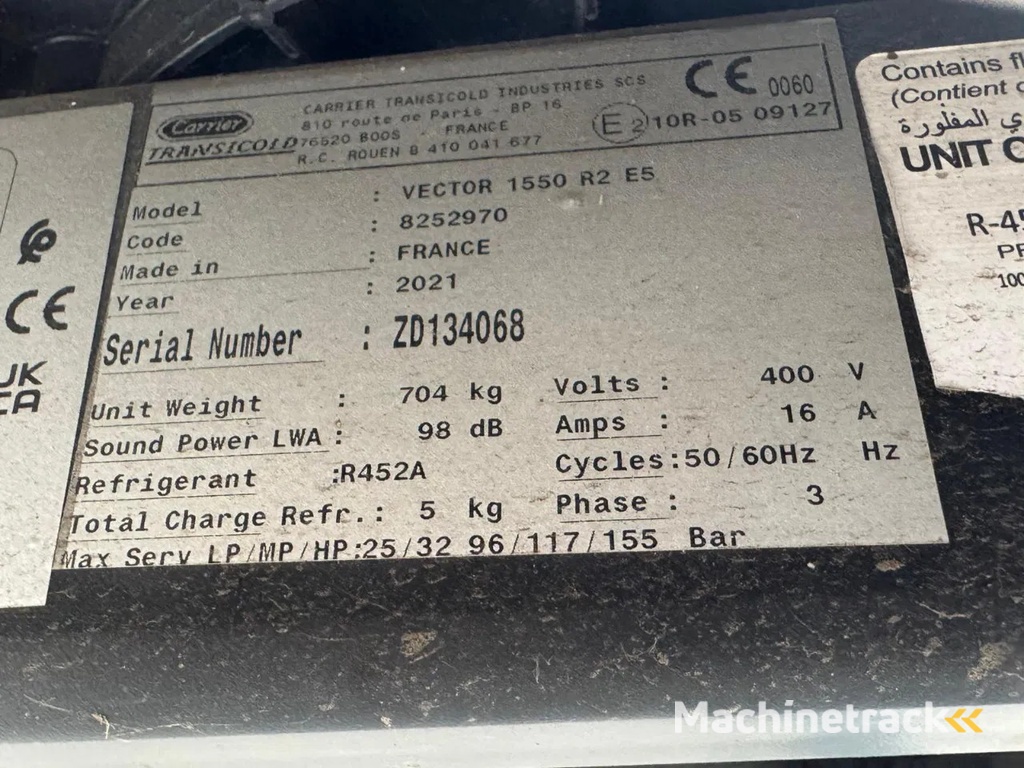 Carrier
TRANSICOLD
CARRIER TRANSICOLD INDUSTRIES SCS
810 route de Paris - BP 16
76520 BOOS - FRANCE
R.C. ROUEN B 410 041 677
CE 0060
E2 10R-05 09127
Model : VECTOR 1550 R2 E5
Code : 8252970
Made in : FRANCE
Year : 2021
Serial Number : ZD134068
Unit Weight : 704 kg
Sound Power LWA : 98 dB
Refrigerant :R452A
Total Charge Refr.: 5 kg
Max Serv LP/MP/HP:25/32 96/117/155 Bar
Volts : 400 V
Amps : 16 A
Cycles:50/60Hz Hz
Phase : 3
CE
UK
CA
Contains
(Contient
المفلورة
UNIT
Machinetrack